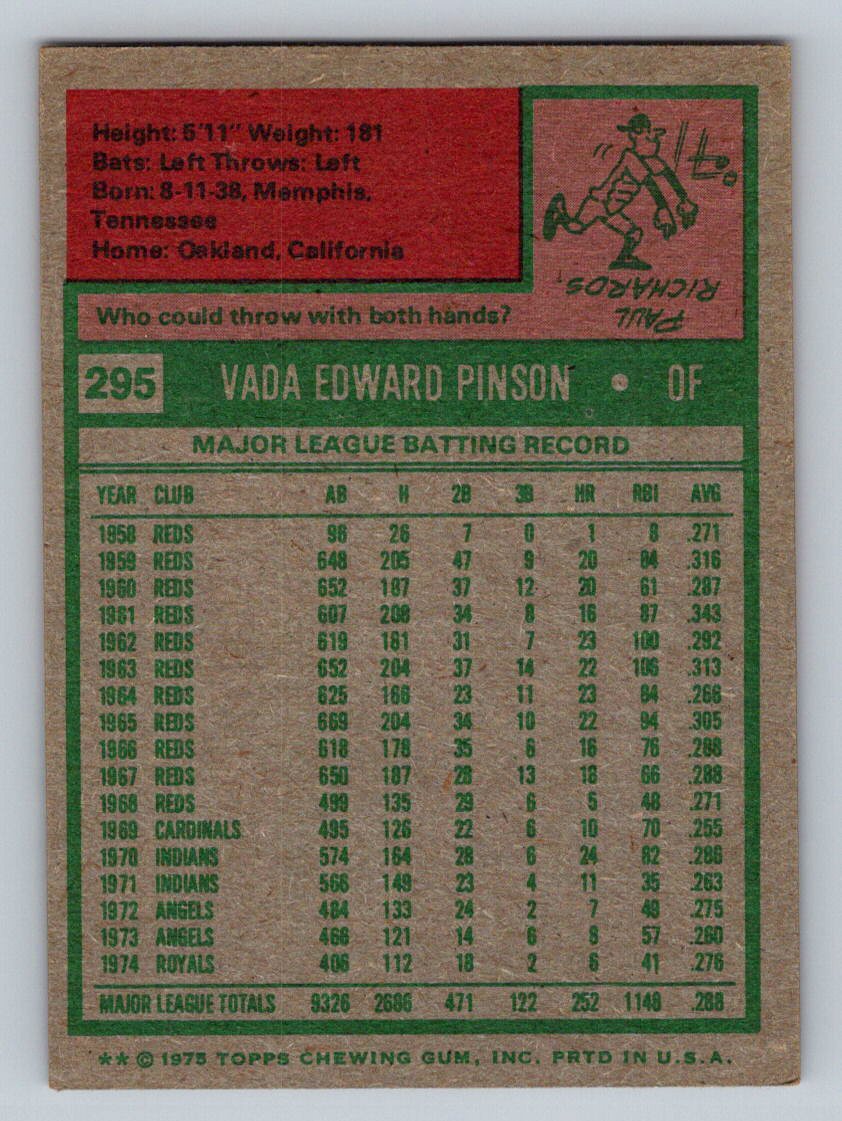 Height: 5'11" Weight: 181
Bats: Left Throws: Left
Born: 8-11-38, Memphis,
Tennessee
Home: Oakland, California
Who could throw with both hands?
PAUL
RICHARDS.
295 VADA EDWARD PINSON • OF
MAJOR LEAGUE BATTING RECORD
YEAR CLUB AB H 2B 3B HR RBI AVG
1958 REDS 96 26 7 0 1 8 .271
1959 REDS 648 205 47 9 20 84 .316
1960 REDS 652 187 37 12 20 61 .287
1961 REDS 607 208 34 8 16 87 .343
1962 REDS 619 181 31 7 23 100 .292
1963 REDS 652 204 37 14 22 106 .313
1964 REDS 625 166 23 11 23 84 .266
1965 REDS 669 204 34 10 22 94 .305
1966 REDS 618 178 35 6 16 76 .288
1967 REDS 650 187 28 13 18 66 .288
1968 REDS 499 135 29 6 5 48 .271
1969 CARDINALS 495 126 22 6 10 70 .255
1970 INDIANS 574 164 28 6 24 82 .286
1971 INDIANS 566 149 23 4 11 35 .263
1972 ANGELS 484 133 24 2 7 49 .275
1973 ANGELS 466 121 14 6 8 57 .260
1974 ROYALS 406 112 18 2 6 41 .276
MAJOR LEAGUE TOTALS 9326 2686 471 122 252 1148 .288
** © 1975 TOPPS CHEWING GUM, INC. PRTD IN U.S.A.